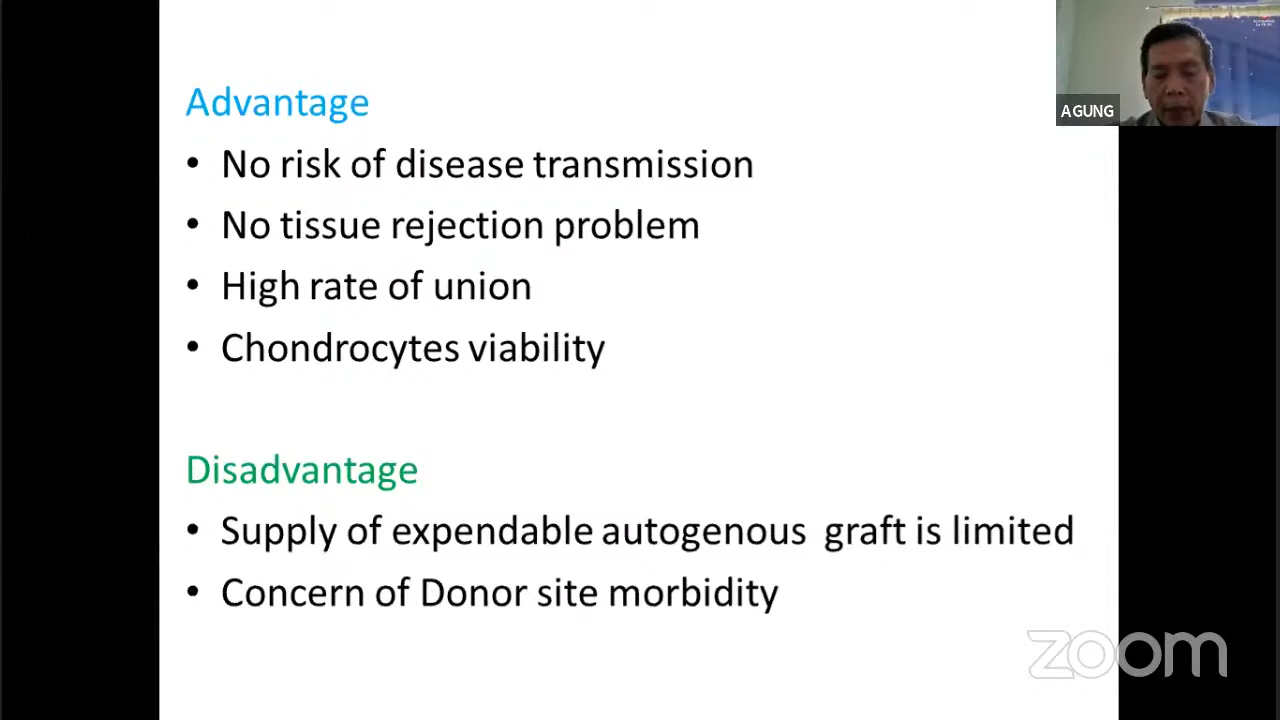 Advantage
• No risk of disease transmission
• No tissue rejection problem
• High rate of union
• Chondrocytes viability
Disadvantage
• Supply of expendable autogenous graft is limited
• Concern of Donor site morbidity
AGUNG
zoom